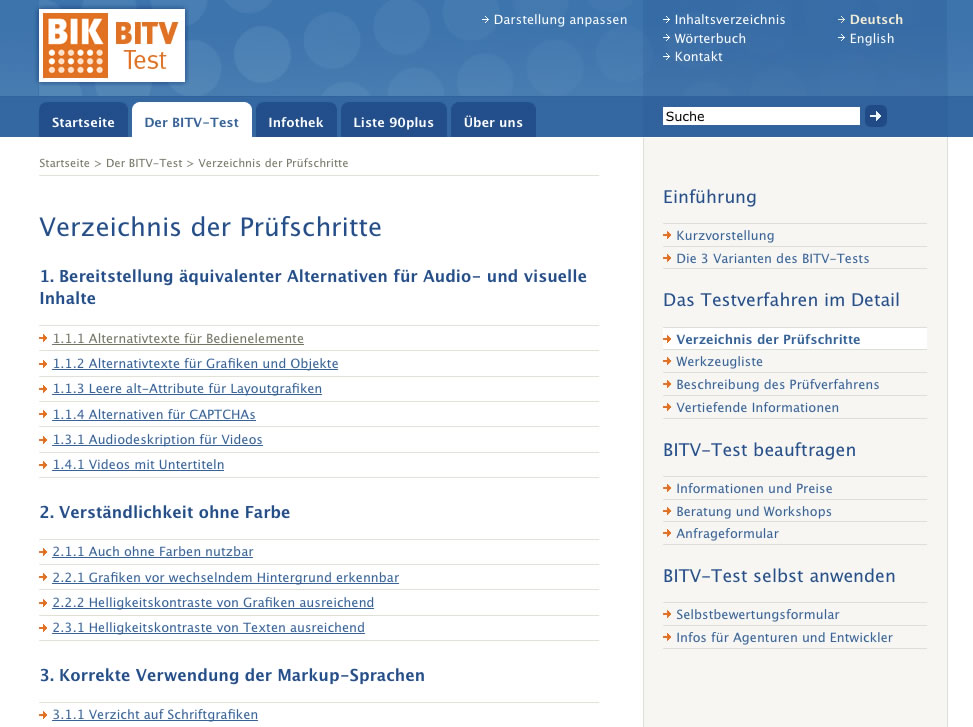 BIK BITV
Test
Darstellung anpassen
Inhaltsverzeichnis
Wörterbuch
Kontakt
Deutsch
English
Startseite
Der BITV-Test
Infothek
Liste 90plus
Über uns
Suche
Startseite > Der BITV-Test > Verzeichnis der Prüfschritte
Verzeichnis der Prüfschritte
1. Bereitstellung äquivalenter Alternativen für Audio- und visuelle
Inhalte
1.1.1 Alternativtexte für Bedienelemente
1.1.2 Alternativtexte für Grafiken und Objekte
1.1.3 Leere alt-Attribute für Layoutgrafiken
1.1.4 Alternativen für CAPTCHAs
1.3.1 Audiodeskription für Videos
1.4.1 Videos mit Untertiteln
2. Verständlichkeit ohne Farbe
2.1.1 Auch ohne Farben nutzbar
2.2.1 Grafiken vor wechselndem Hintergrund erkennbar
2.2.2 Helligkeitskontraste von Grafiken ausreichend
2.3.1 Helligkeitskontraste von Texten ausreichend
3. Korrekte Verwendung der Markup-Sprachen
3.1.1 Verzicht auf Schriftgrafiken
Einführung
Kurzvorstellung
Die 3 Varianten des BITV-Tests
Das Testverfahren im Detail
Verzeichnis der Prüfschritte
Werkzeugliste
Beschreibung des Prüfverfahrens
Vertiefende Informationen
BITV-Test beauftragen
Informationen und Preise
Beratung und Workshops
Anfrageformular
BITV-Test selbst anwenden
Selbstbewertungsformular
Infos für Agenturen und Entwickler